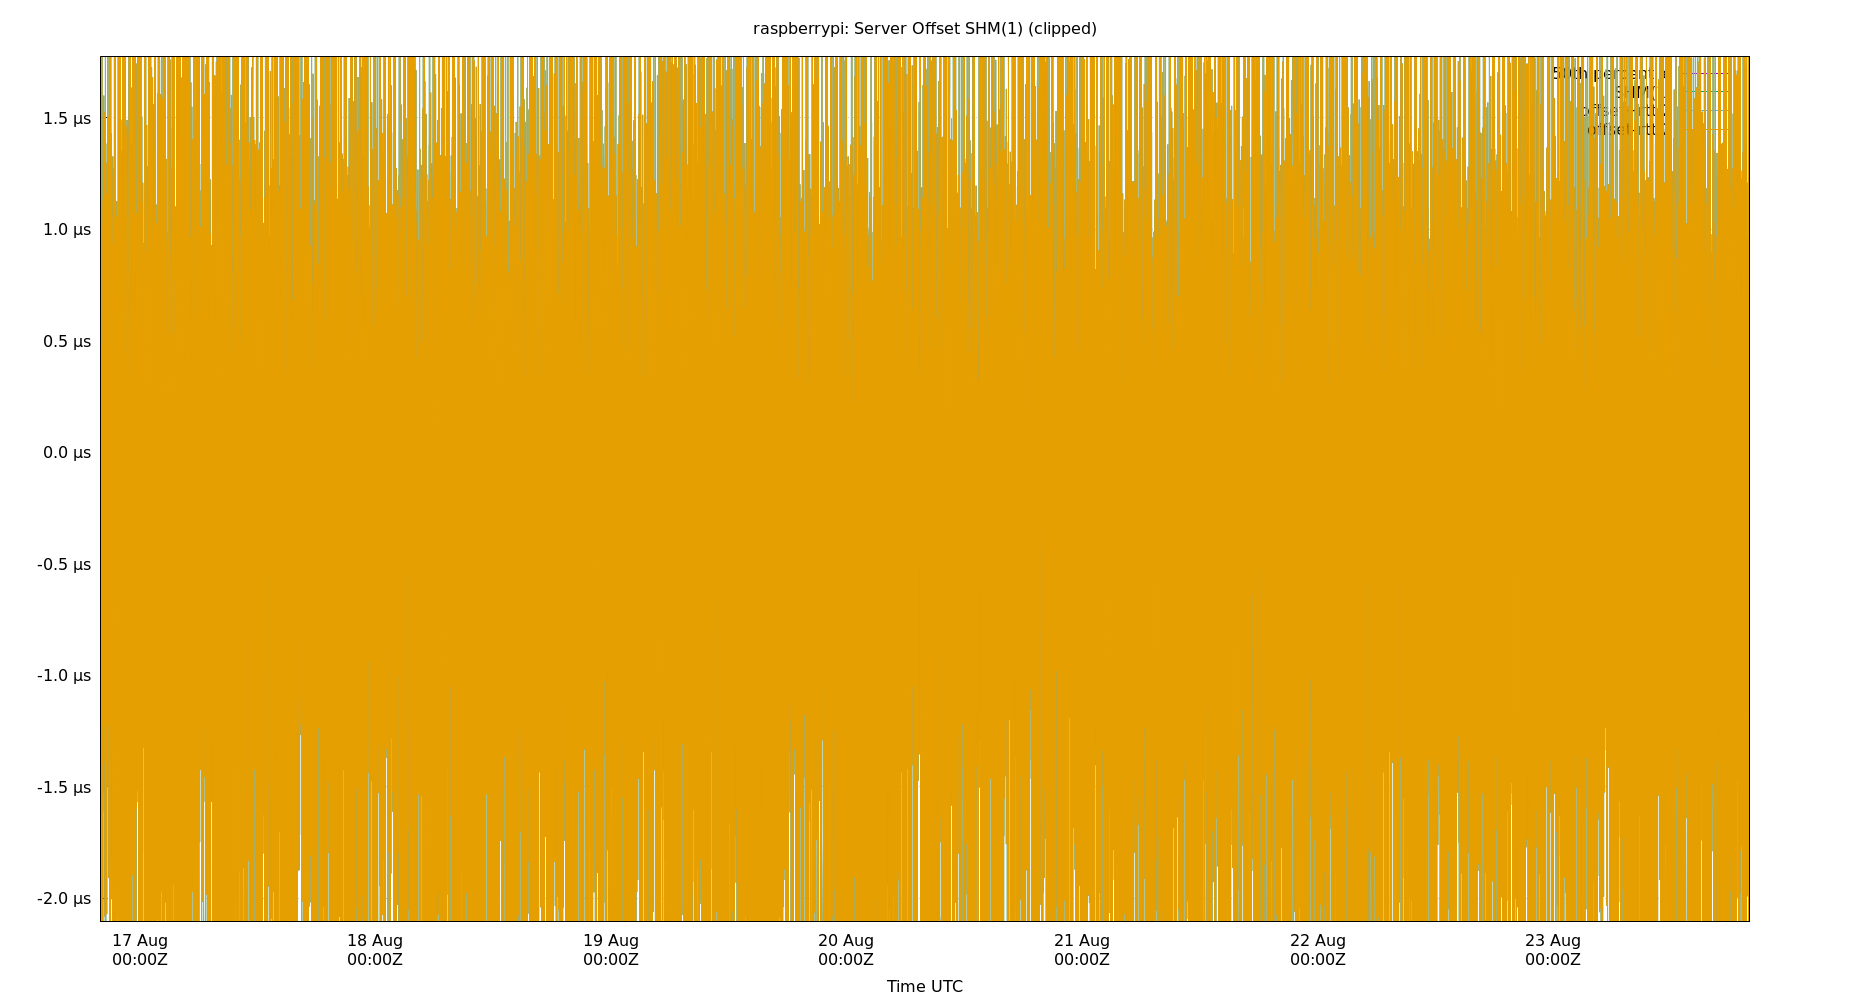 raspberrypi: Server Offset SHM(1) (clipped)
1.5 µs
1.0 µs
0.5 µs
0.0 µs
-0.5 µs
-1.0 µs
-1.5 µs
-2.0 µs
17 Aug
00:00Z
18 Aug
00:00Z
19 Aug
00:00Z
20 Aug
00:00Z
21 Aug
00:00Z
22 Aug
00:00Z
23 Aug
00:00Z
Time UTC